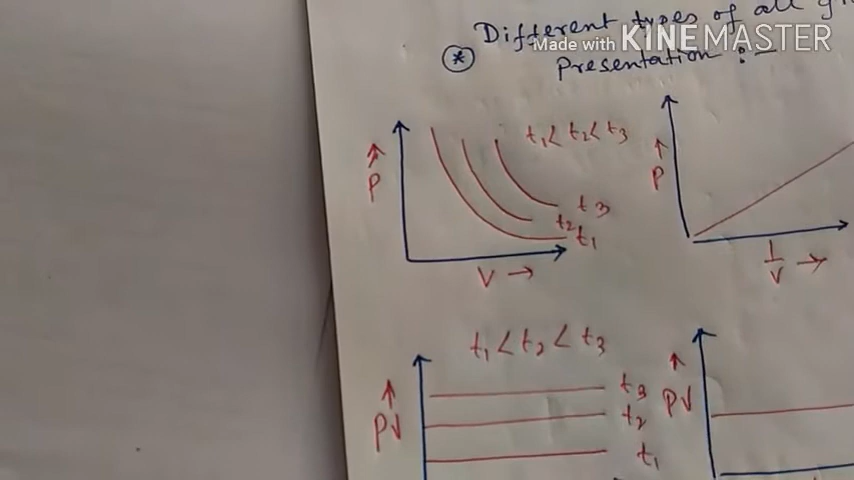 Different types of all
Made with KINEMASTER
* Presentation :-
t₁ < t₂ < t₃
P
t₃
t₂
t₁
V →
P
1/V →
t₁ < t₂ < t₃
PV
t₃
t₂
t₁
PV